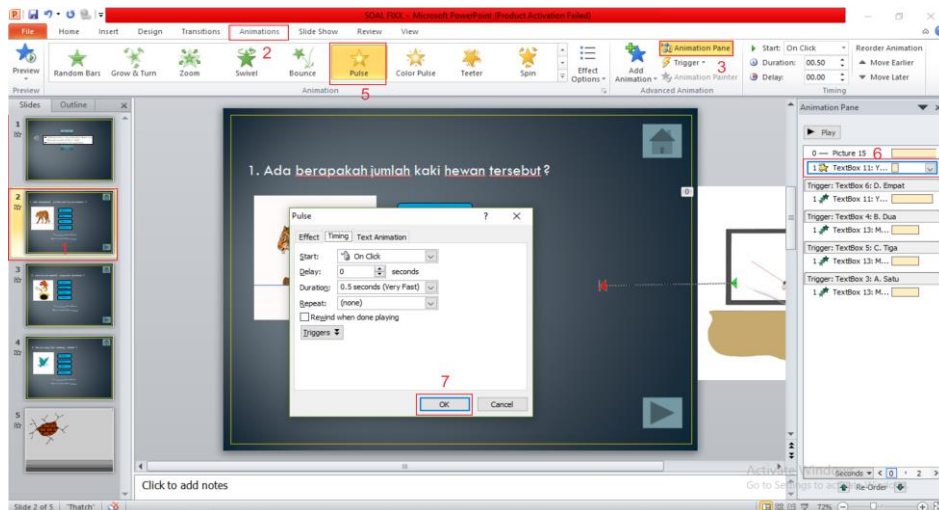 SOAL FIXX - Microsoft PowerPoint (Product Activation Failed)
File Home Insert Design Transitions Animations Slide Show Review View
2
Preview
Random Bars Grow & Turn Zoom Swivel Bounce Pulse Color Pulse Teeter Spin
5
Effect Options
Add Animation
Animation Pane
Trigger
3
Animation Painter
Start: On Click
Duration: 00.50
Delay: 00.00
Reorder Animation
Move Earlier
Move Later
Preview Animation Advanced Animation Timing
Slides Outline
1
2
1
3
4
5
1. Ada berapakah jumlah kaki hewan tersebut?
Pulse
Effect Timing Text Animation
Start: On Click
Delay: 0 seconds
Duration: 0.5 seconds (Very Fast)
Repeat: (none)
Rewind when done playing
Triggers
7
OK Cancel
Animation Pane
Play
0 Picture 15
6
1 TextBox 11: Y...
Trigger: TextBox 6: D. Empat
1 TextBox 11: Y...
Trigger: TextBox 4: B. Dua
1 TextBox 13: M...
Trigger: TextBox 5: C. Tiga
1 TextBox 13: M...
Trigger: TextBox 3: A. Satu
1 TextBox 13: M...
Click to add notes
Activate Windows
Go to Settings to
Seconds 0 2
Re-Order
Slide 2 of 5 "Thatch" 72%